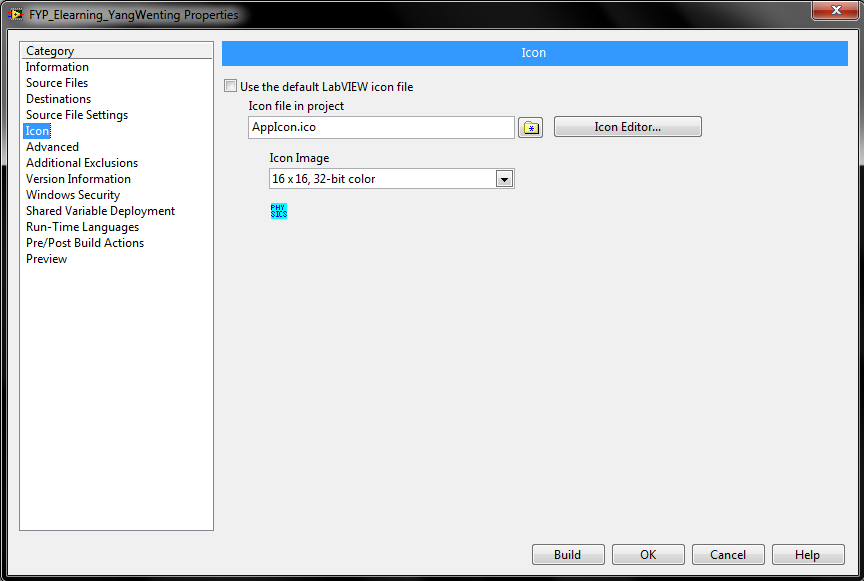 FYP_Elearning_YangWenting Properties
Category
Information
Source Files
Destinations
Source File Settings
Icon
Advanced
Additional Exclusions
Version Information
Windows Security
Shared Variable Deployment
Run-Time Languages
Pre/Post Build Actions
Preview
Icon
Use the default LabVIEW icon file
Icon file in project
AppIcon.ico
Icon Editor...
Icon Image
16 x 16, 32-bit color
PHY
SICS
Build OK Cancel Help